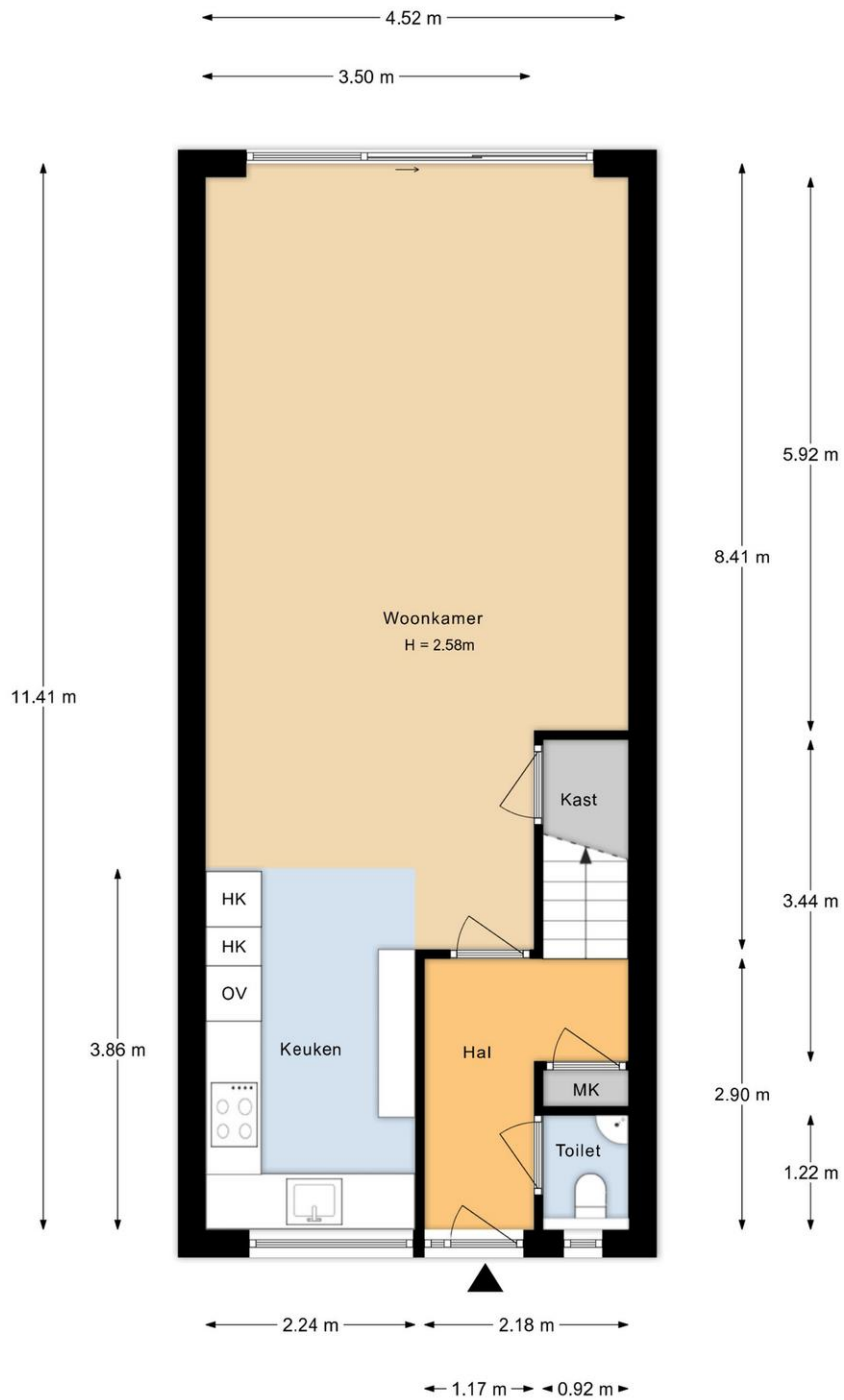 4.52 m
3.50 m
5.92 m
8.41 m
Woonkamer
H = 2.58m
11.41 m
Kast
HK
3.44 m
HK
OV
3.86 m
Keuken
Hal
MK
2.90 m
Toilet
1.22 m
2.24 m
2.18 m
1.17 m
0.92 m